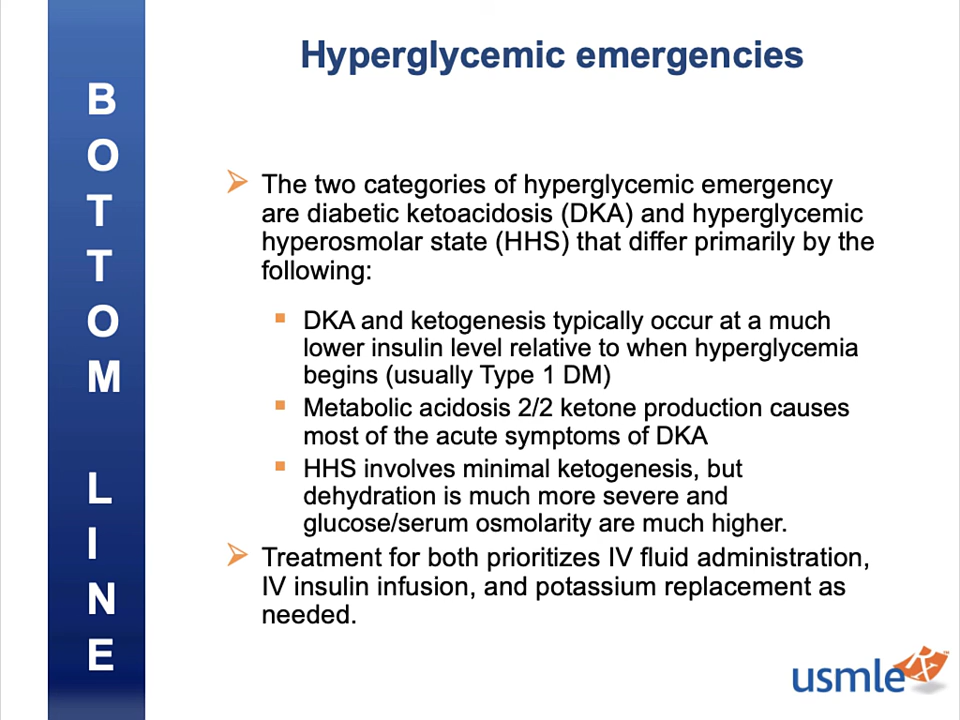 Hyperglycemic emergencies
BOTTOM LINE
The two categories of hyperglycemic emergency
are diabetic ketoacidosis (DKA) and hyperglycemic
hyperosmolar state (HHS) that differ primarily by the
following:
DKA and ketogenesis typically occur at a much
lower insulin level relative to when hyperglycemia
begins (usually Type 1 DM)
Metabolic acidosis 2/2 ketone production causes
most of the acute symptoms of DKA
HHS involves minimal ketogenesis, but
dehydration is much more severe and
glucose/serum osmolarity are much higher.
Treatment for both prioritizes IV fluid administration,
IV insulin infusion, and potassium replacement as
needed.
usmle Rx